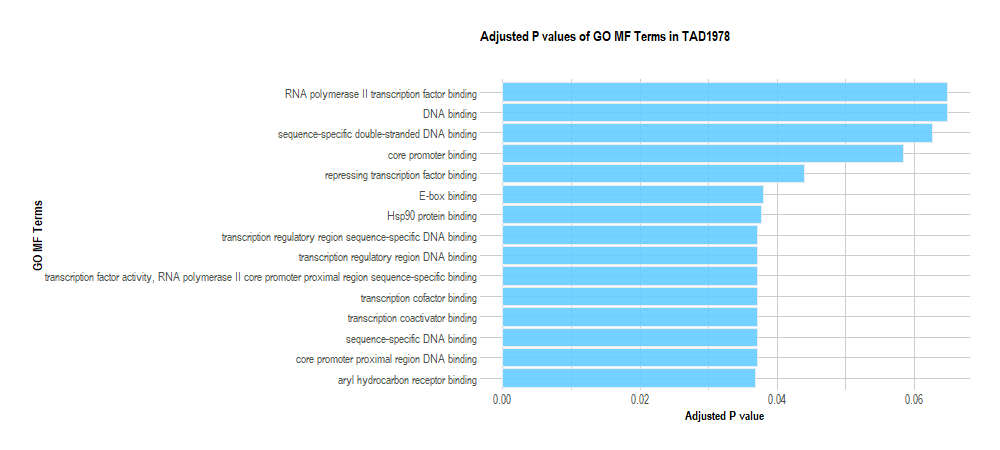 Adjusted P values of GO MF Terms in TAD1978
GO MF Terms
RNA polymerase II transcription factor binding
DNA binding
sequence-specific double-stranded DNA binding
core promoter binding
repressing transcription factor binding
E-box binding
Hsp90 protein binding
transcription regulatory region sequence-specific DNA binding
transcription regulatory region DNA binding
transcription factor activity, RNA polymerase II core promoter proximal region sequence-specific binding
transcription cofactor binding
transcription coactivator binding
sequence-specific DNA binding
core promoter proximal region DNA binding
aryl hydrocarbon receptor binding
0.00 0.02 0.04 0.06
Adjusted P value